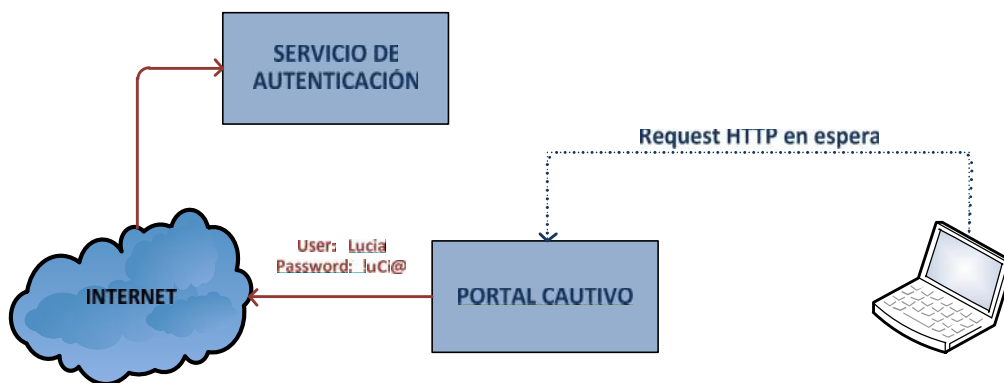 SERVICIO DE
AUTENTICACIÓN
Request HTTP en espera
User: Lucia
Password: luCi@
INTERNET
PORTAL CAUTIVO